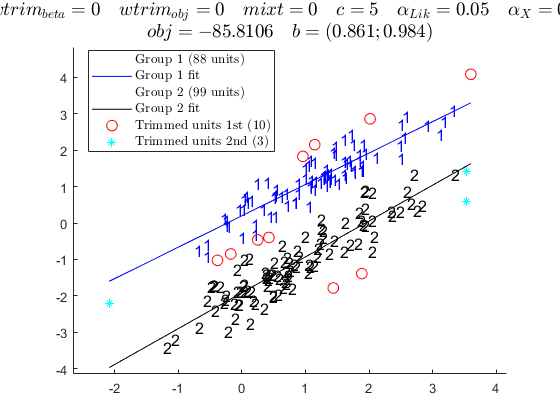 wtrim_beta = 0 wtrim_obj = 0 mixt = 0 c = 5 α_Lik = 0.05 α_X = 0
obj = −85.8106 b = (0.861; 0.984)
Group 1 (88 units)
Group 1 fit
Group 2 (99 units)
Group 2 fit
Trimmed units 1st (10)
Trimmed units 2nd (3)
4
3
2
1
0
-1
-2
-3
-4
-2 -1 0 1 2 3 4